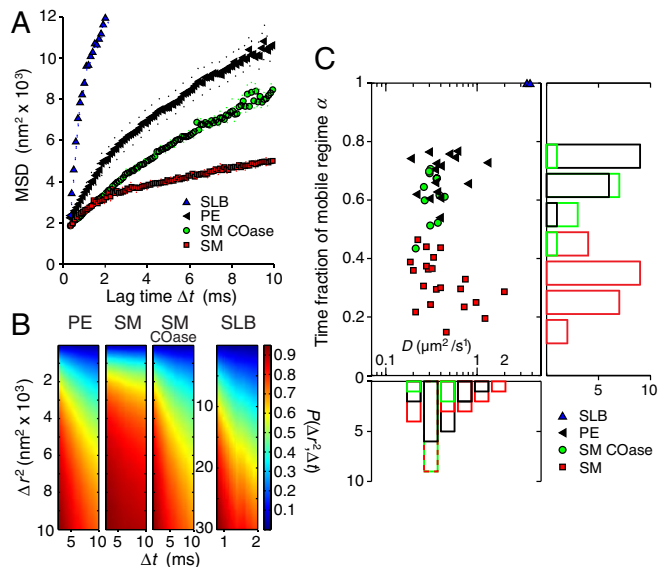 A
C
MSD
(nm² x 10³)
12
10
8
6
4
2
0
0 2 4 6 8 10
Lag time Δt (ms)
SLB
PE
SM COase
SM
B
PE SM SM COase SLB
Δr² (nm² x 10³)
2
4
6
8
10
10
20
30
5 10 5 10 5 10 1 2
Δt (ms)
0.9
0.8
0.7
0.6
0.5
0.4
0.3
0.2
0.1
P(Δr²,Δt)
Time fraction of mobile regime α
1
0.8
0.6
0.4
0.2
0
0.1 D (μm²/s¹) 1 2
0
5
10
5 10
SLB
PE
SM COase
SM